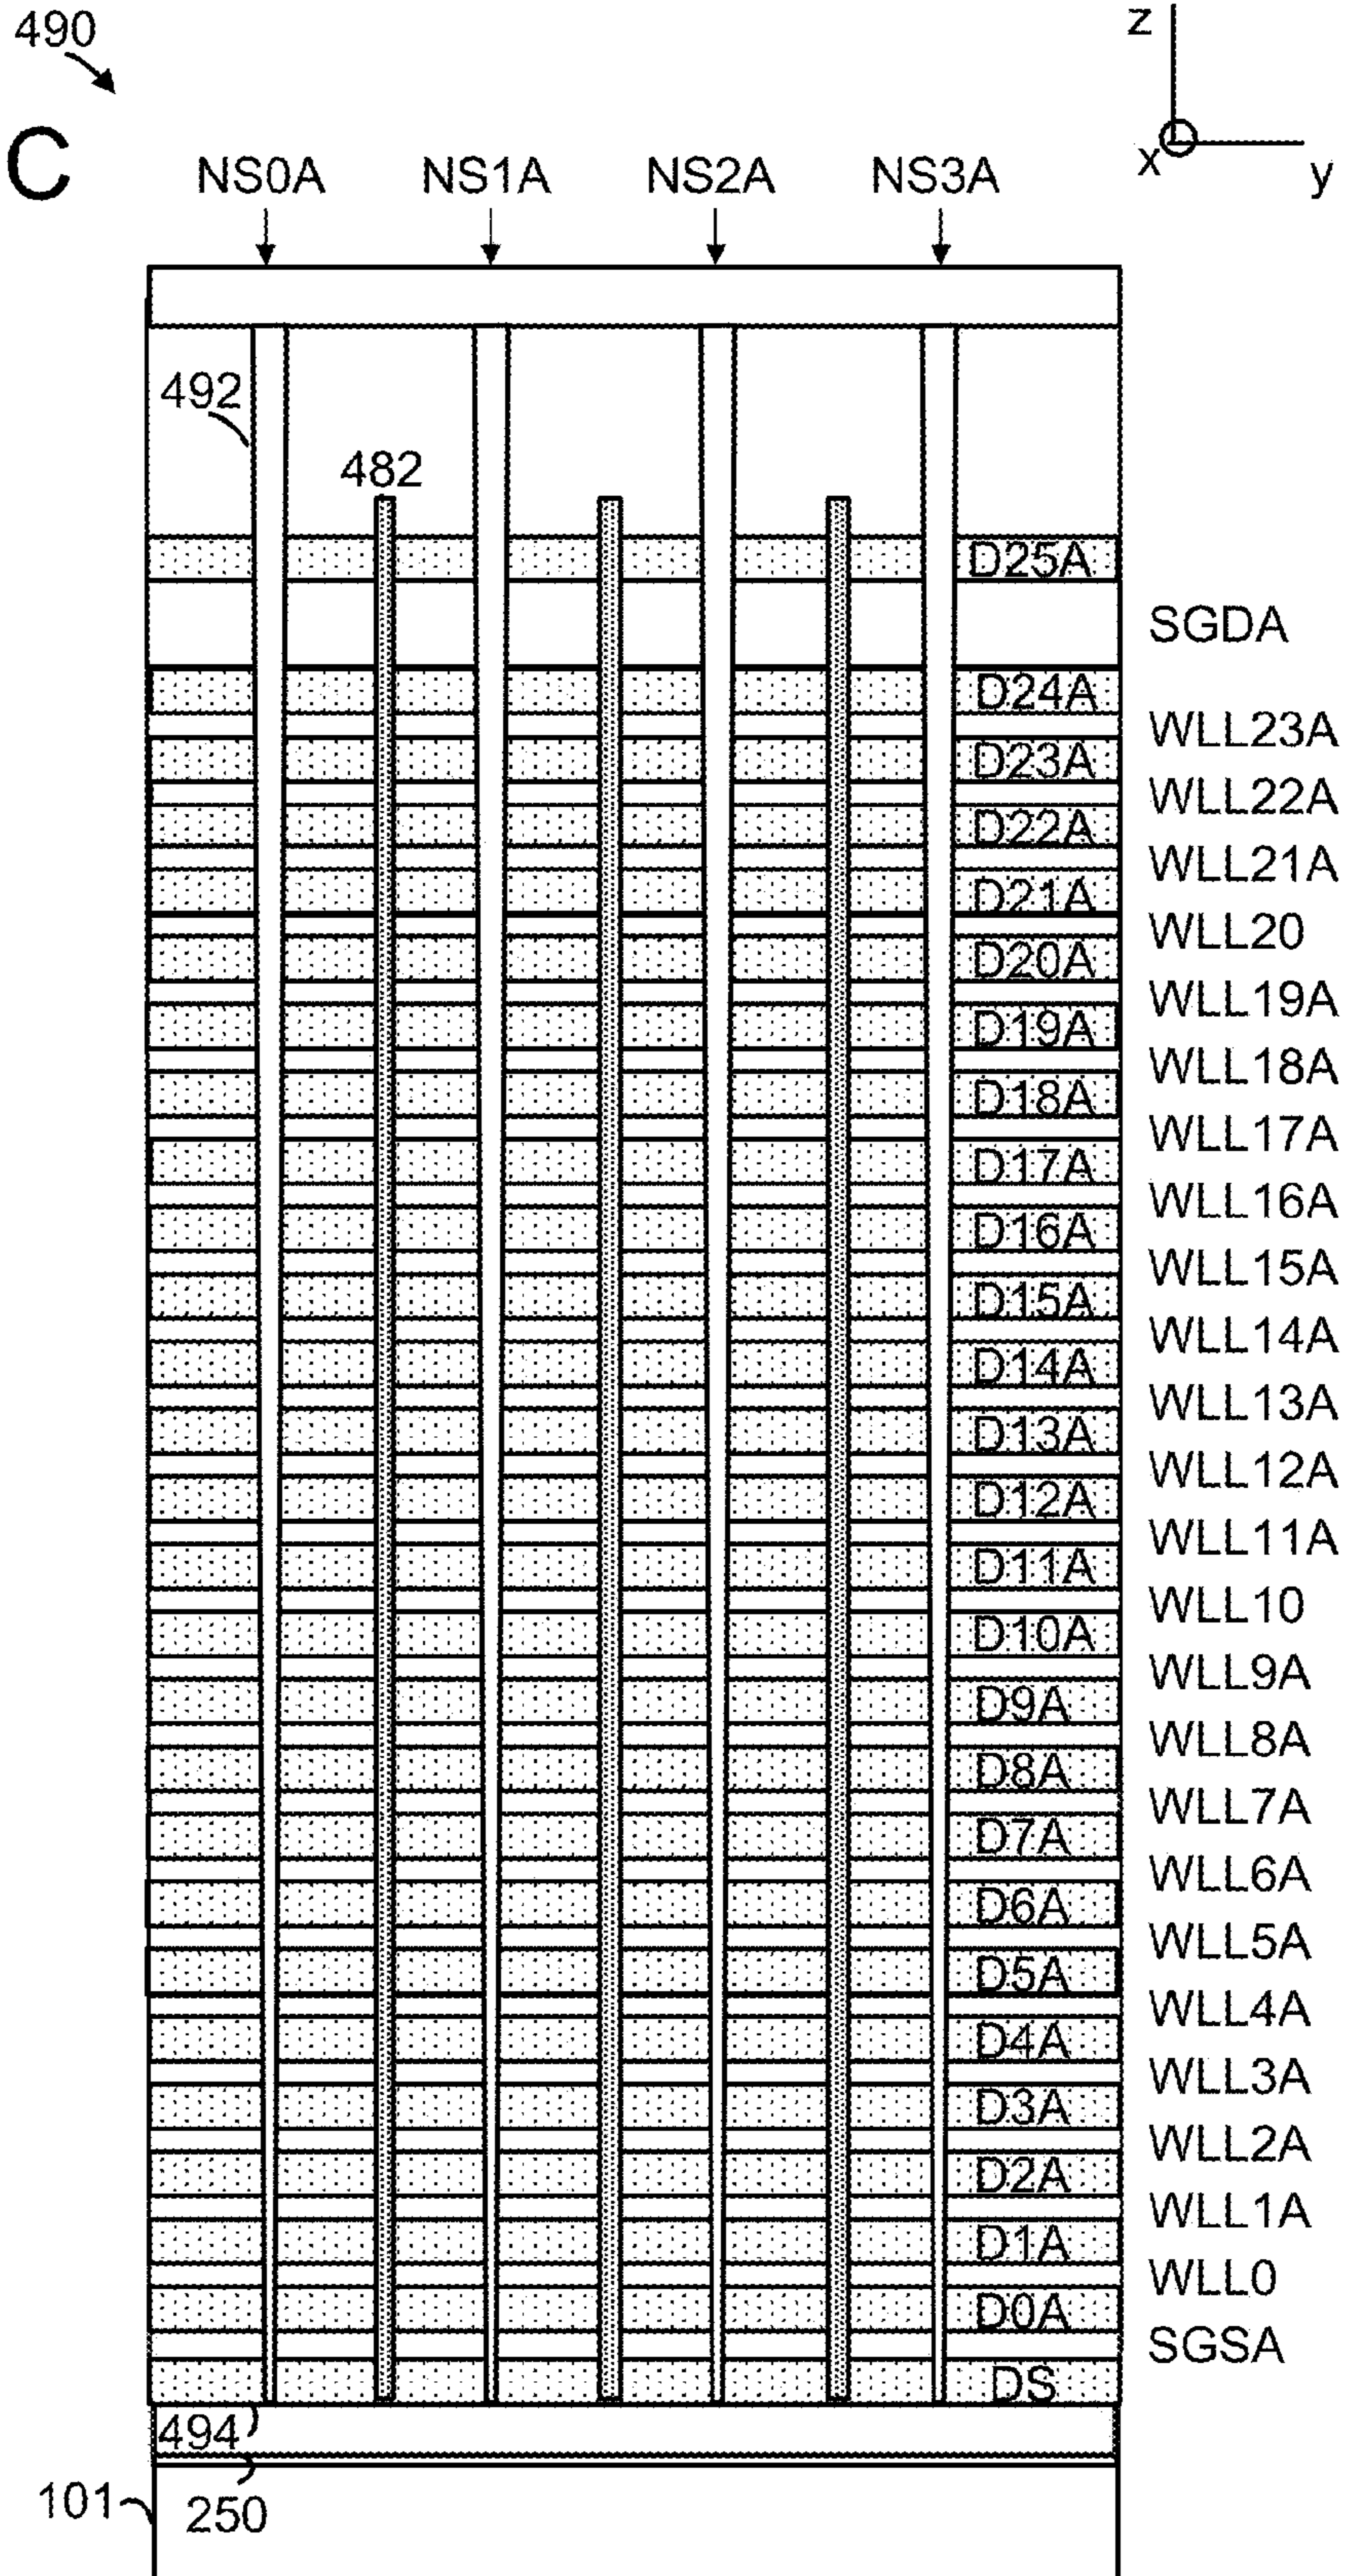 490
z
x
y
C
NS0A NS1A NS2A NS3A
492
482
D25A
SGDA
D24A
WLL23A
D23A
WLL22A
D22A
WLL21A
D21A
WLL20
D20A
WLL19A
D19A
WLL18A
D18A
WLL17A
D17A
WLL16A
D16A
WLL15A
D15A
WLL14A
D14A
WLL13A
D13A
WLL12A
D12A
WLL11A
D11A
WLL10
D10A
WLL9A
D9A
WLL8A
D8A
WLL7A
D7A
WLL6A
D6A
WLL5A
D5A
WLL4A
D4A
WLL3A
D3A
WLL2A
D2A
WLL1A
D1A
WLL0
D0A
SGSA
DS
494
101
250